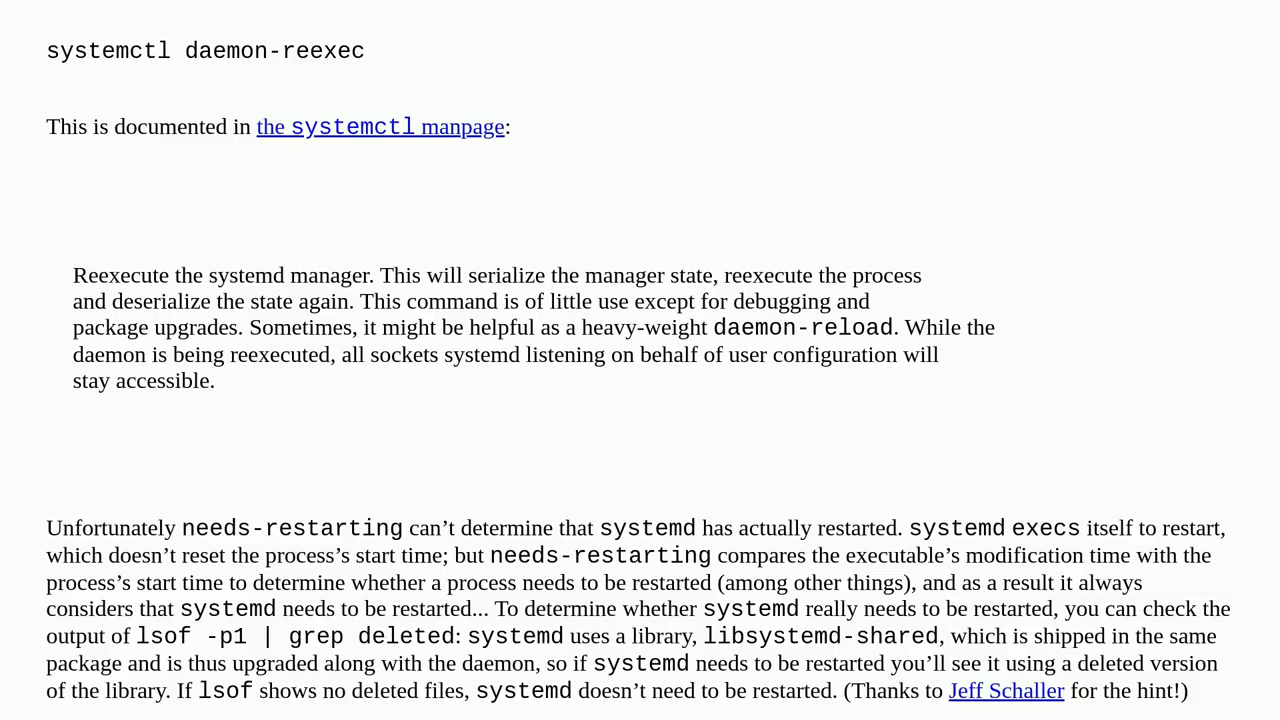 systemctl daemon-reexec
This is documented in the systemctl manpage:
Reexecute the systemd manager. This will serialize the manager state, reexecute the process
and deserialize the state again. This command is of little use except for debugging and
package upgrades. Sometimes, it might be helpful as a heavy-weight daemon-reload. While the
daemon is being reexecuted, all sockets systemd listening on behalf of user configuration will
stay accessible.
Unfortunately needs-restarting can’t determine that systemd has actually restarted. systemd execs itself to restart,
which doesn’t reset the process’s start time; but needs-restarting compares the executable’s modification time with the
process’s start time to determine whether a process needs to be restarted (among other things), and as a result it always
considers that systemd needs to be restarted... To determine whether systemd really needs to be restarted, you can check the
output of lsof -p1 | grep deleted: systemd uses a library, libsystemd-shared, which is shipped in the same
package and is thus upgraded along with the daemon, so if systemd needs to be restarted you’ll see it using a deleted version
of the library. If lsof shows no deleted files, systemd doesn’t need to be restarted. (Thanks to Jeff Schaller for the hint!)